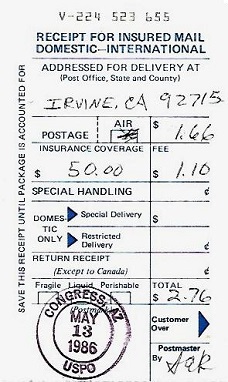 V-224 523 655
RECEIPT FOR INSURED MAIL
DOMESTIC—INTERNATIONAL
ADDRESSED FOR DELIVERY AT
(Post Office, State and County)
IRVINE, CA 92715
POSTAGE AIR $ 1.66
INSURANCE COVERAGE FEE
$ 50.00 $ 1.10
SPECIAL HANDLING ¢
DOMES-TIC ONLY Special Delivery $
Restricted Delivery ¢
RETURN RECEIPT
(Except to Canada) ¢
Fragile Liquid Perishable TOTAL
$ 2.76
(Postmark)
CONGRESS, AZ
MAY
13
1986
USPO
Customer Over
Postmaster
By
SAVE THIS RECEIPT UNTIL PACKAGE IS ACCOUNTED FOR